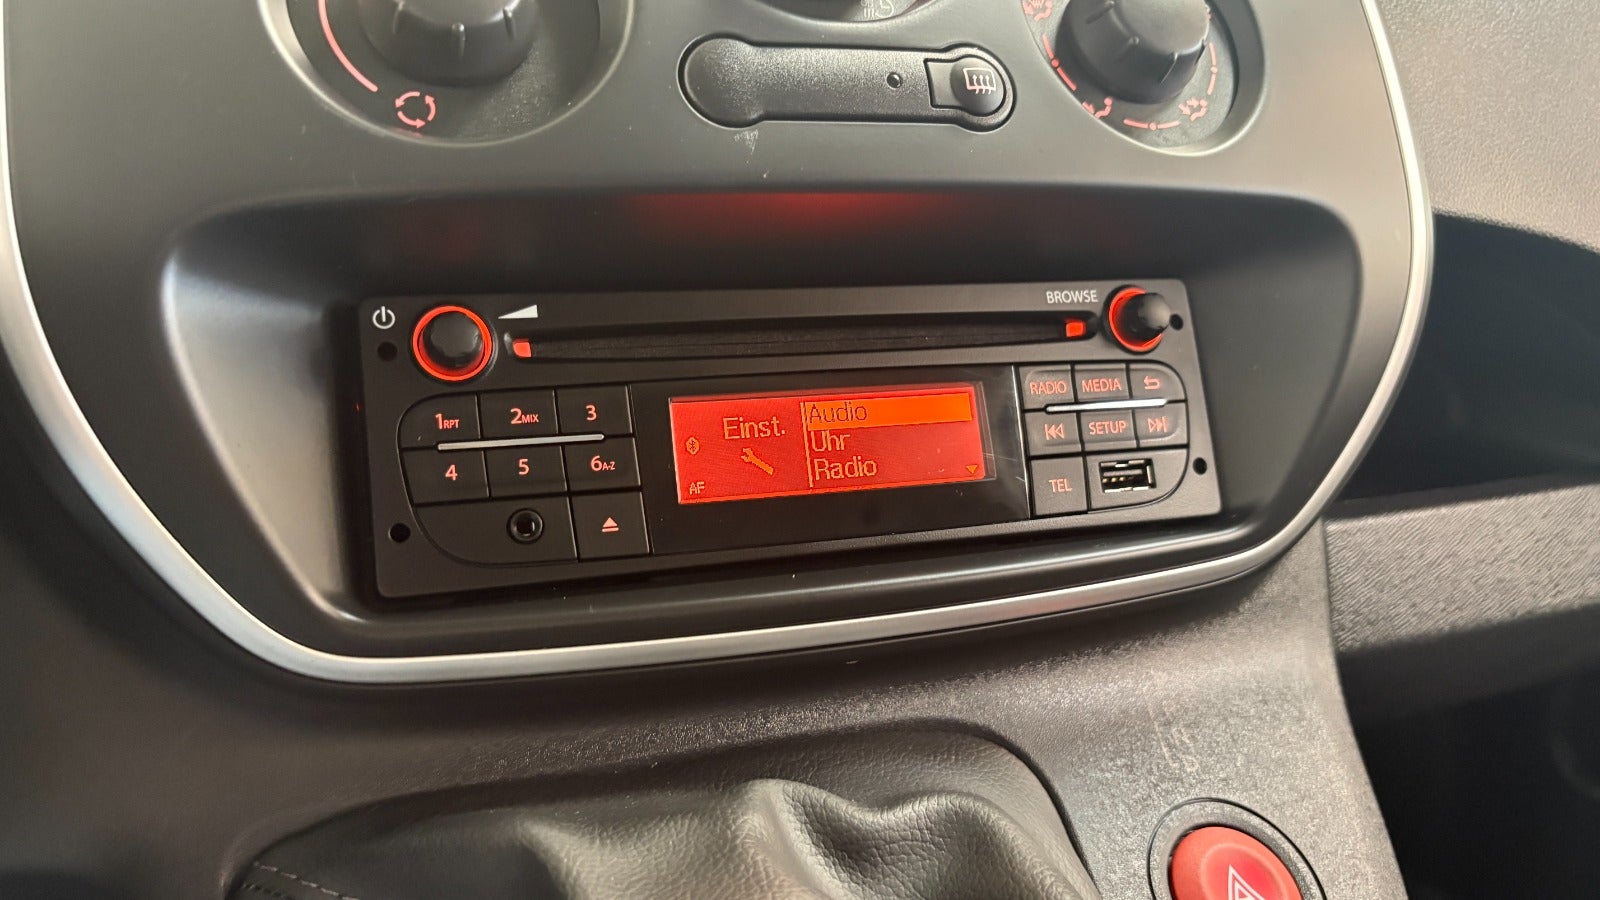 BROWSE
1RPT
2MIX
3
4
5
6A-Z
Einst.
AF
Audio
Uhr
Radio
RADIO
MEDIA
SETUP
TEL